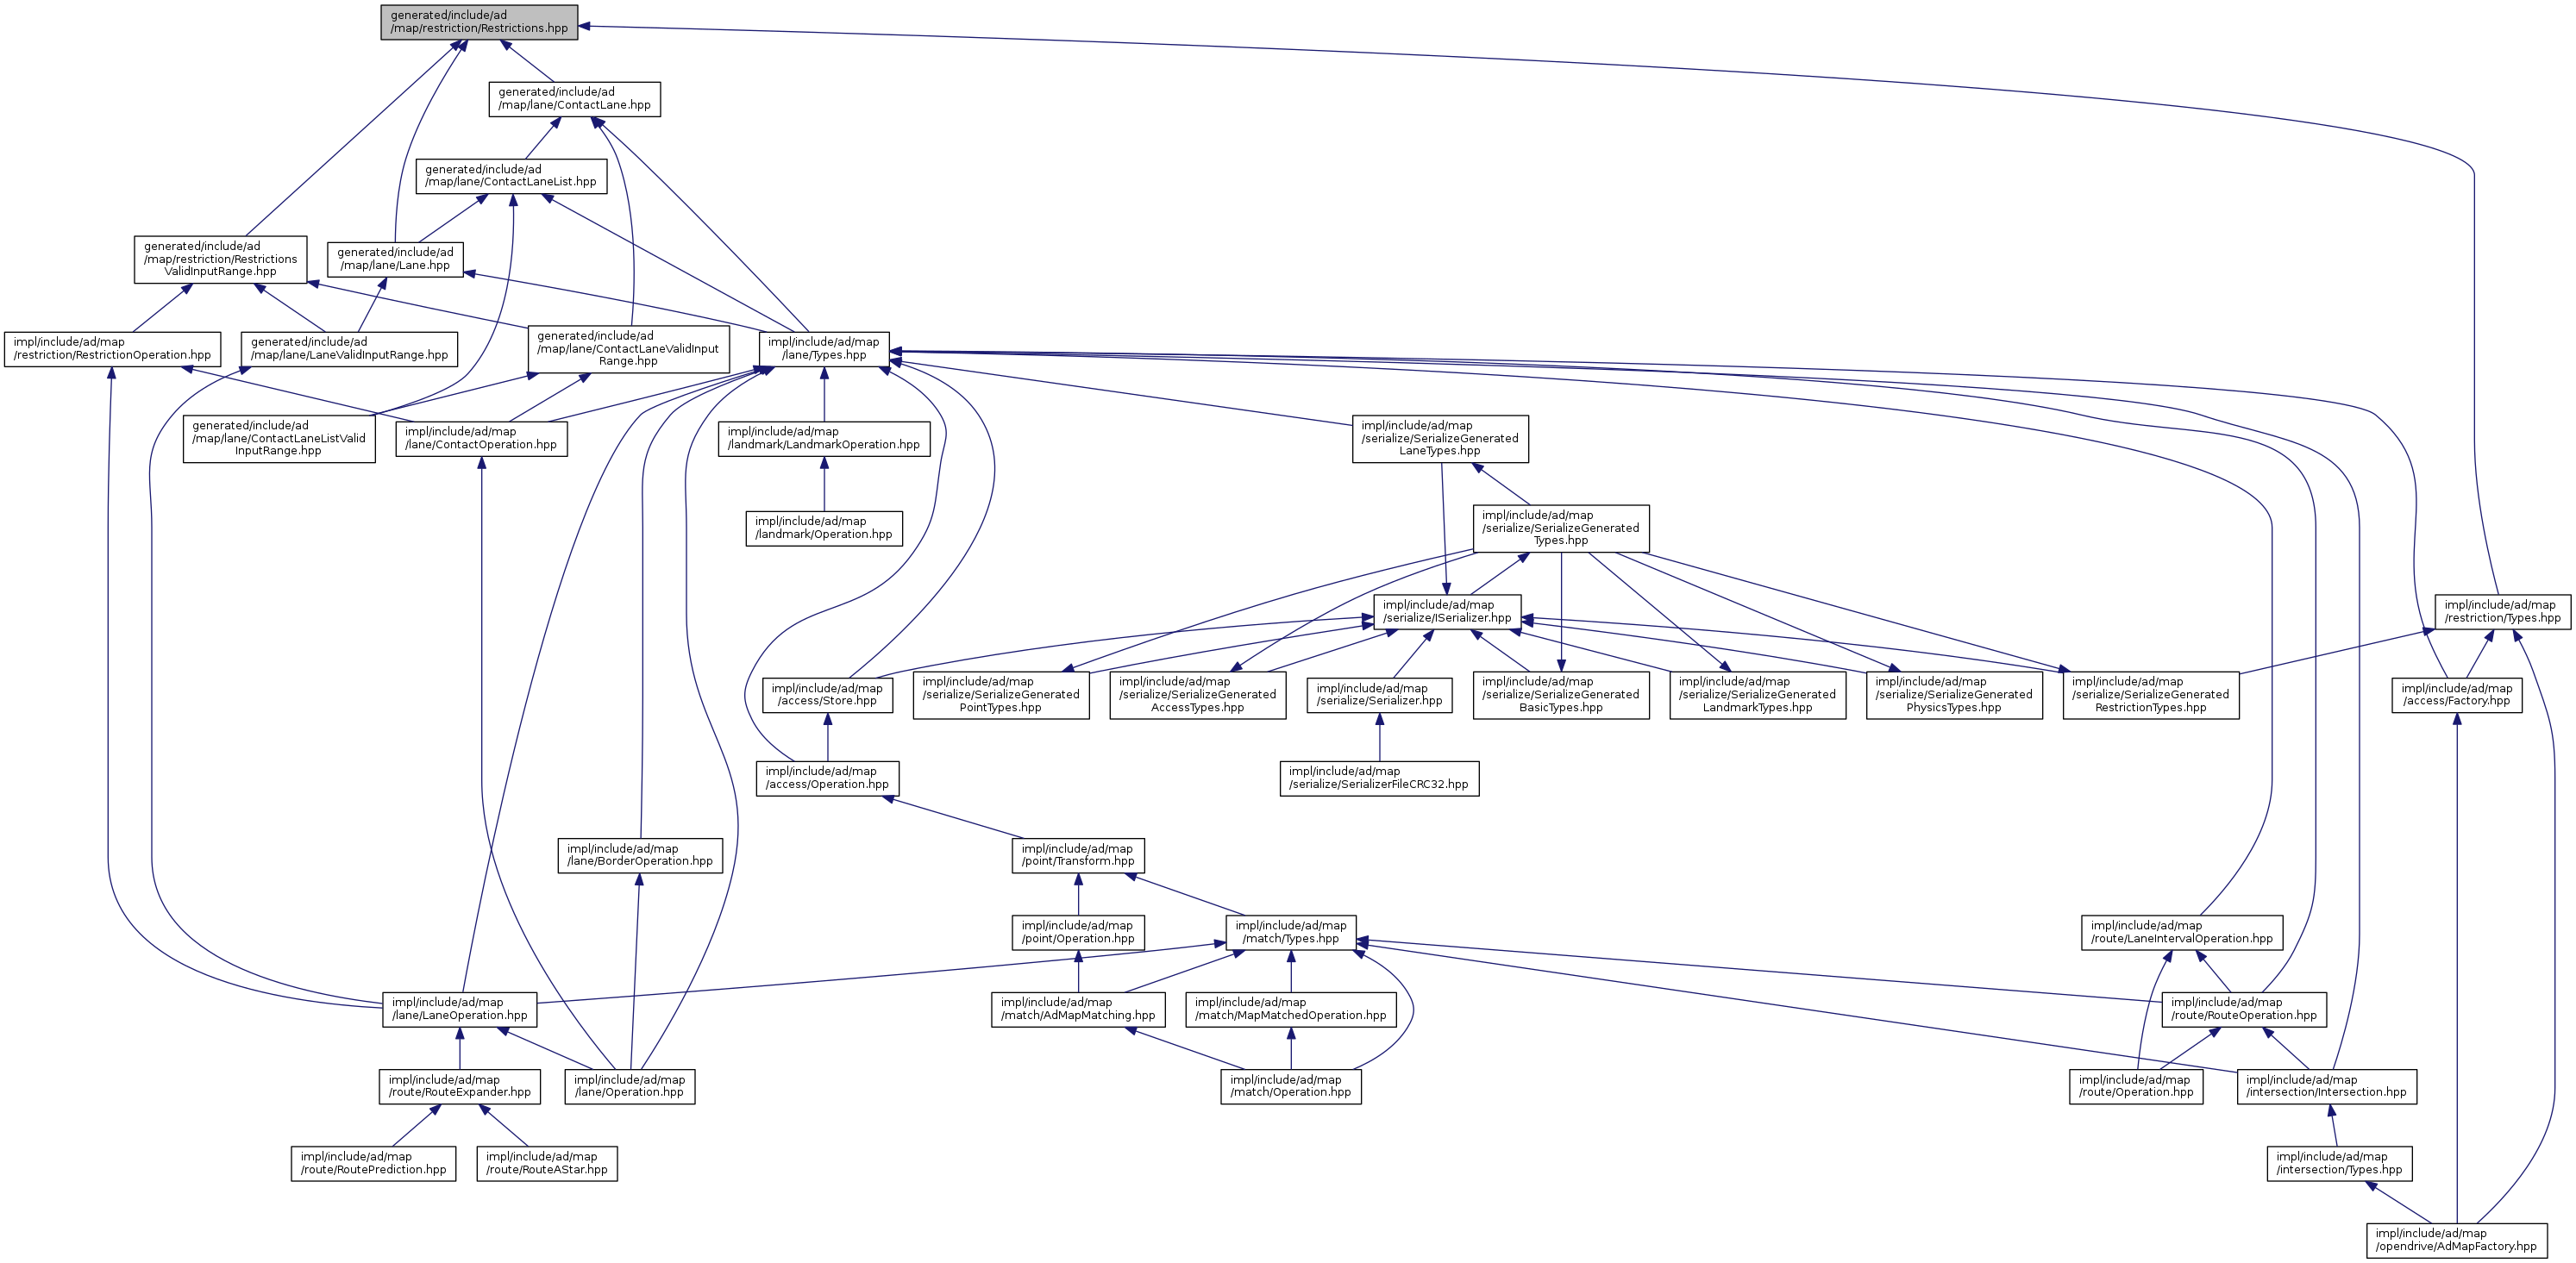 generated/include/ad
/map/restriction/Restrictions.hpp
generated/include/ad
/map/lane/ContactLane.hpp
generated/include/ad
/map/lane/ContactLaneList.hpp
generated/include/ad
/map/restriction/Restrictions
ValidInputRange.hpp
generated/include/ad
/map/lane/Lane.hpp
impl/include/ad/map
/restriction/RestrictionOperation.hpp
generated/include/ad
/map/lane/LaneValidInputRange.hpp
generated/include/ad
/map/lane/ContactLaneValidInput
Range.hpp
impl/include/ad/map
/lane/Types.hpp
generated/include/ad
/map/lane/ContactLaneListValid
InputRange.hpp
impl/include/ad/map
/lane/ContactOperation.hpp
impl/include/ad/map
/landmark/LandmarkOperation.hpp
impl/include/ad/map
/serialize/SerializeGenerated
LaneTypes.hpp
impl/include/ad/map
/landmark/Operation.hpp
impl/include/ad/map
/serialize/SerializeGenerated
Types.hpp
impl/include/ad/map
/serialize/ISerializer.hpp
impl/include/ad/map
/restriction/Types.hpp
impl/include/ad/map
/access/Store.hpp
impl/include/ad/map
/serialize/SerializeGenerated
PointTypes.hpp
impl/include/ad/map
/serialize/SerializeGenerated
AccessTypes.hpp
impl/include/ad/map
/serialize/Serializer.hpp
impl/include/ad/map
/serialize/SerializeGenerated
BasicTypes.hpp
impl/include/ad/map
/serialize/SerializeGenerated
LandmarkTypes.hpp
impl/include/ad/map
/serialize/SerializeGenerated
PhysicsTypes.hpp
impl/include/ad/map
/serialize/SerializeGenerated
RestrictionTypes.hpp
impl/include/ad/map
/access/Factory.hpp
impl/include/ad/map
/access/Operation.hpp
impl/include/ad/map
/serialize/SerializerFileCRC32.hpp
impl/include/ad/map
/lane/BorderOperation.hpp
impl/include/ad/map
/point/Transform.hpp
impl/include/ad/map
/point/Operation.hpp
impl/include/ad/map
/match/Types.hpp
impl/include/ad/map
/route/LaneIntervalOperation.hpp
impl/include/ad/map
/lane/LaneOperation.hpp
impl/include/ad/map
/match/AdMapMatching.hpp
impl/include/ad/map
/match/MapMatchedOperation.hpp
impl/include/ad/map
/route/RouteOperation.hpp
impl/include/ad/map
/route/RouteExpander.hpp
impl/include/ad/map
/lane/Operation.hpp
impl/include/ad/map
/match/Operation.hpp
impl/include/ad/map
/route/Operation.hpp
impl/include/ad/map
/intersection/Intersection.hpp
impl/include/ad/map
/route/RoutePrediction.hpp
impl/include/ad/map
/route/RouteAStar.hpp
impl/include/ad/map
/intersection/Types.hpp
impl/include/ad/map
/opendrive/AdMapFactory.hpp